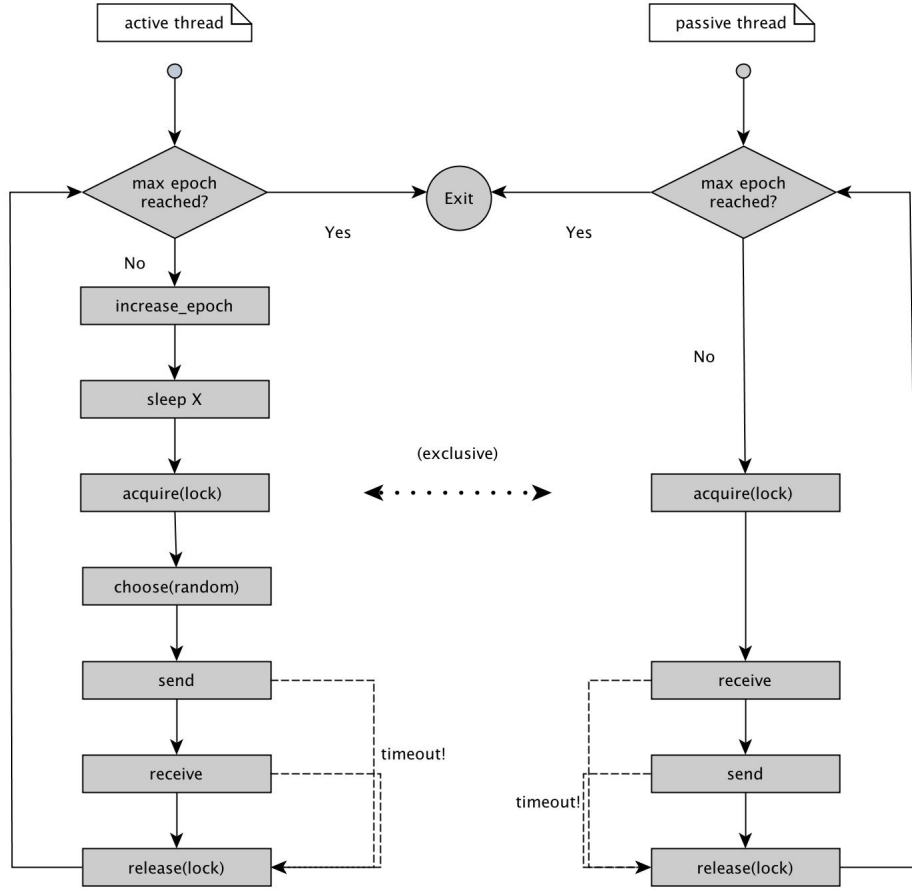 active thread
passive thread
max epoch
reached?
Exit
max epoch
reached?
Yes
Yes
No
increase_epoch
No
sleep X
(exclusive)
acquire(lock)
acquire(lock)
choose(random)
send
receive
timeout!
receive
send
timeout!
release(lock)
release(lock)